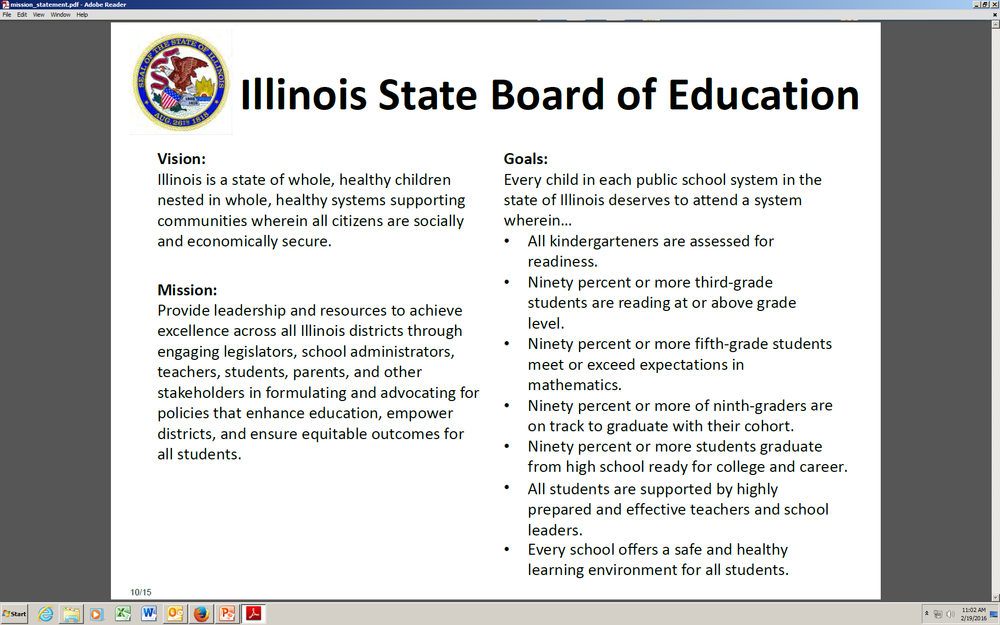 mission_statement.pdf - Adobe Reader
File Edit View Window Help
SEAL OF THE STATE OF ILLINOIS
1868
1818
AUG. 26TH 1818
Illinois State Board of Education
Vision:
Illinois is a state of whole, healthy children
nested in whole, healthy systems supporting
communities wherein all citizens are socially
and economically secure.
Mission:
Provide leadership and resources to achieve
excellence across all Illinois districts through
engaging legislators, school administrators,
teachers, students, parents, and other
stakeholders in formulating and advocating for
policies that enhance education, empower
districts, and ensure equitable outcomes for
all students.
Goals:
Every child in each public school system in the
state of Illinois deserves to attend a system
wherein...
• All kindergarteners are assessed for
readiness.
• Ninety percent or more third-grade
students are reading at or above grade
level.
• Ninety percent or more fifth-grade students
meet or exceed expectations in
mathematics.
• Ninety percent or more of ninth-graders are
on track to graduate with their cohort.
• Ninety percent or more students graduate
from high school ready for college and career.
• All students are supported by highly
prepared and effective teachers and school
leaders.
• Every school offers a safe and healthy
learning environment for all students.
10/15
Start
11:02 AM
2/19/2016